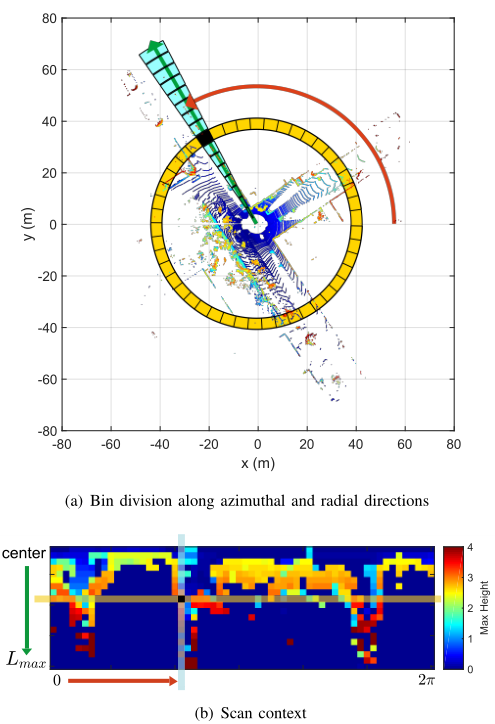 80
60
40
20
0
-20
-40
-60
-80
y (m)
-80 -60 -40 -20 0 20 40 60 80
x (m)
(a) Bin division along azimuthal and radial directions
center
L_max
0
2π
4
3
2
1
0
Max Height
(b) Scan context